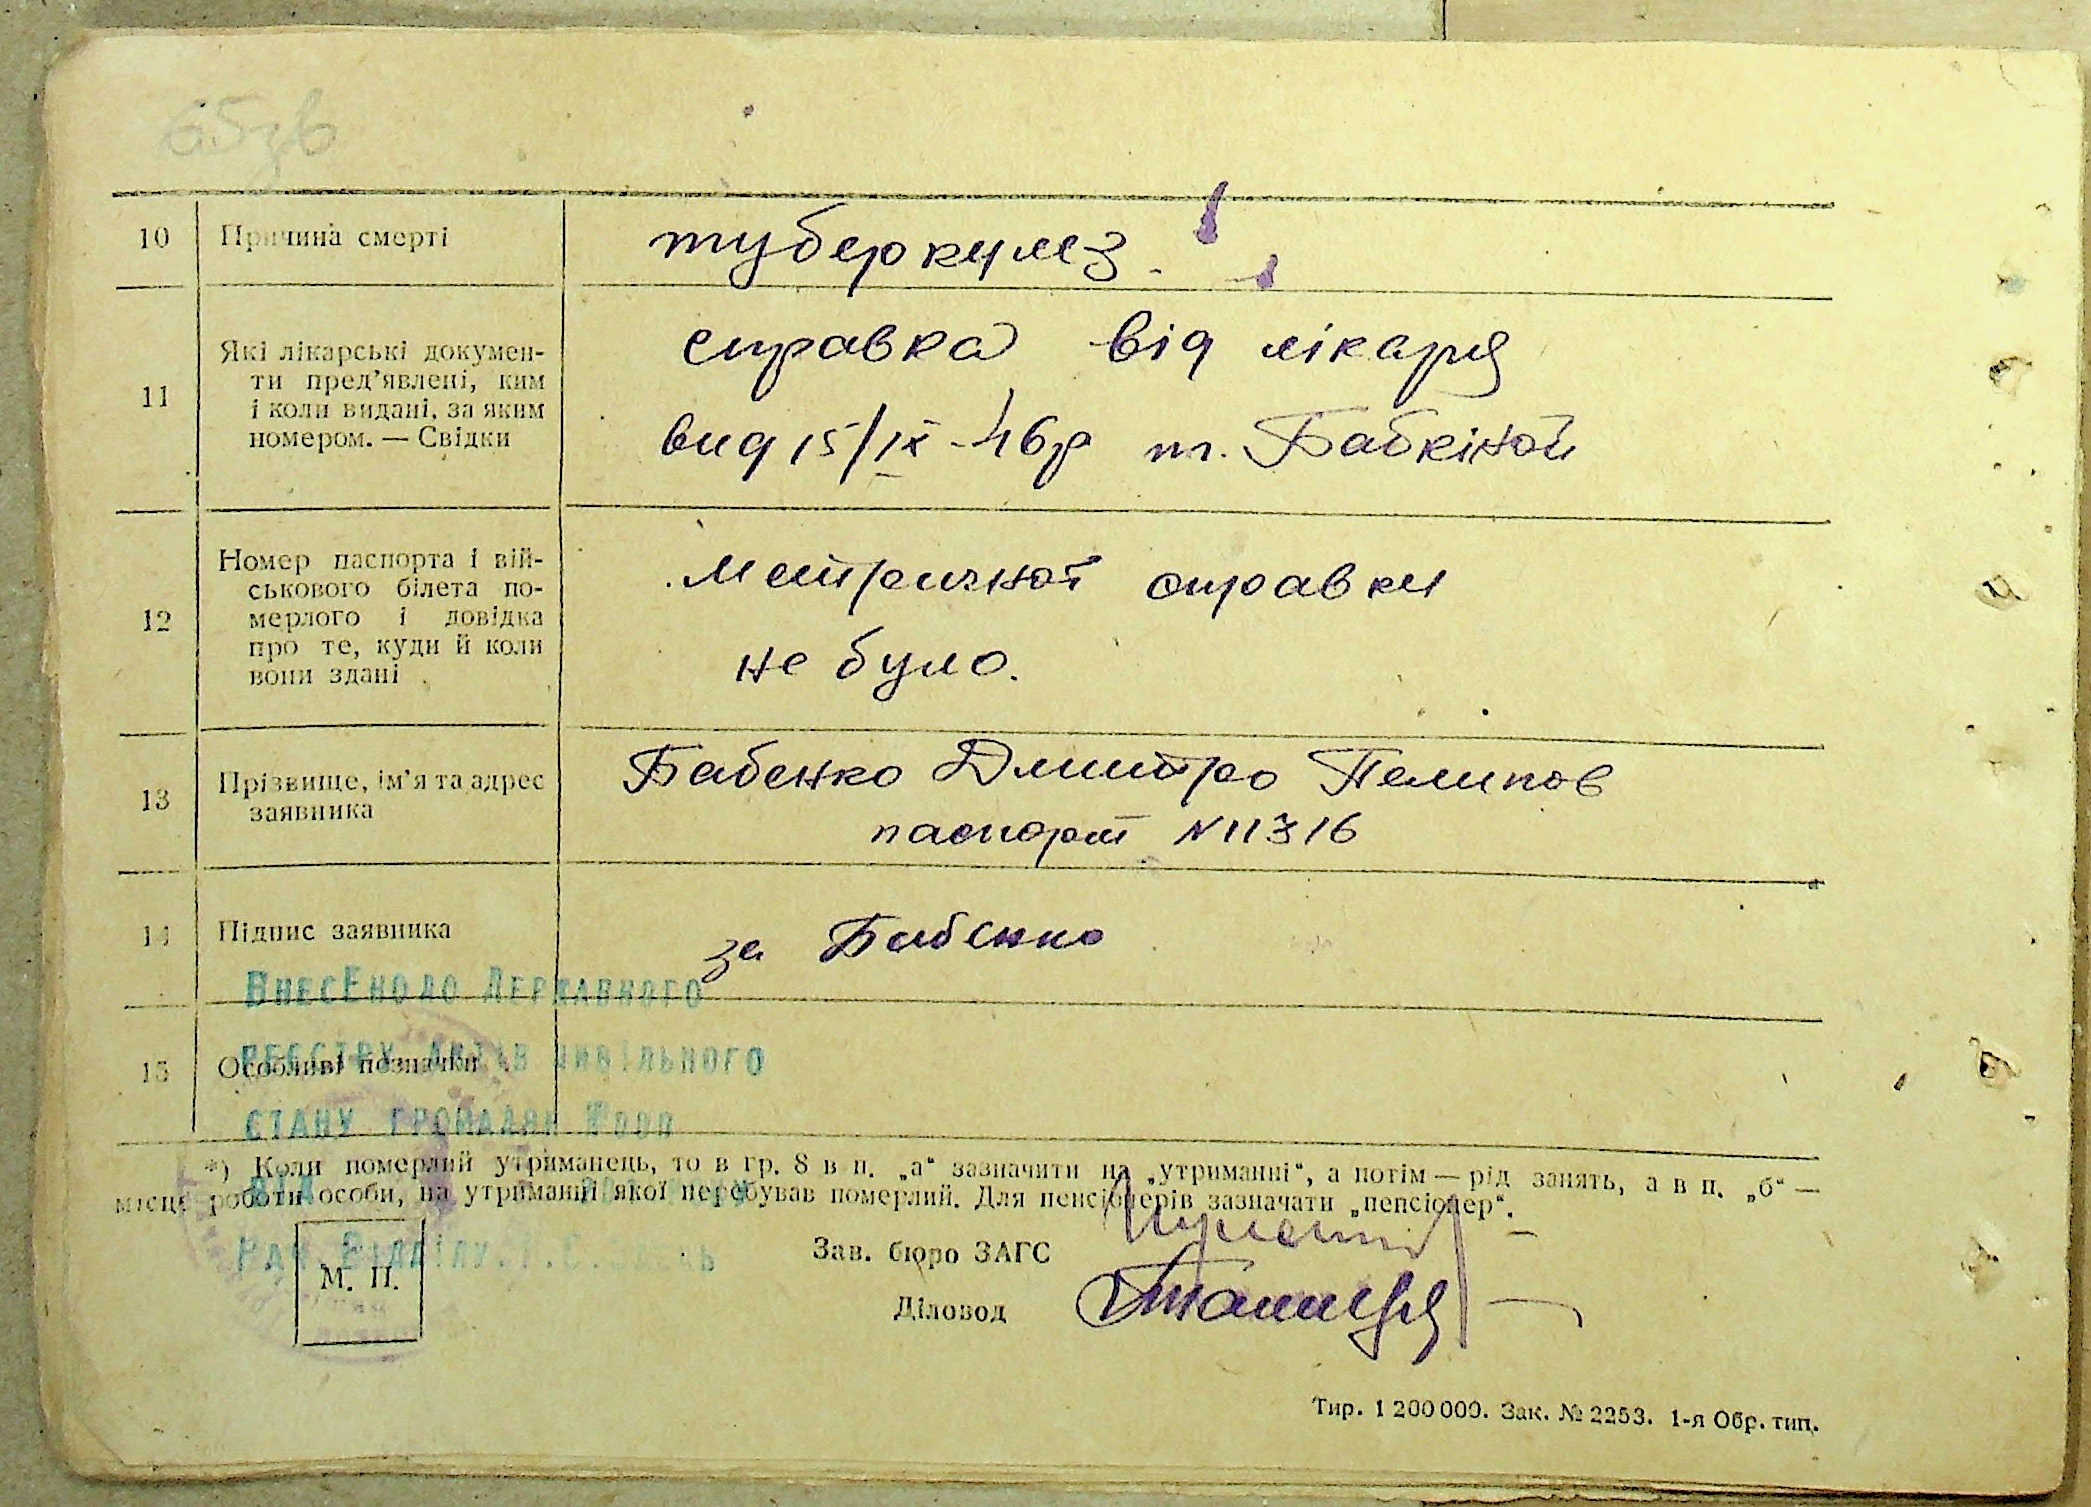 65зв
10 Причина смерті туберкулез.
11 Які лікарські докумен-
ти пред’явлені, ким
і коли видані, за яким
номером. — Свідки
справка від лікаря
вид 15/IX-46р т. Бабкіной
12 Номер паспорта і вій-
ськового білета по-
мерлого і довідка
про те, куди й коли
вони здані
Метричної справки
не було.
13 Прізвище, ім’я та адрес
заявника
Бабенко Дмитро Пелипов
паспорт №11316
14 Підпис заявника за Бабенко
ВнесЕно до Державного
15 Особливі позначки
реєстру актів цивільного
стану громадян
*) Коли померлий утриманець, то в гр. 8 в п. „а“ зазначити на „утриманні“, а потім — рід занять, а в п. „б“ —
місце роботи особи, на утриманні якої перебував померлий. Для пенсіонерів зазначати „пенсіонер“.
Зав. бюро ЗАГС
М. П.
Діловод
Тир. 1 200 000. Зак. № 2253. 1-я Обр. тип.